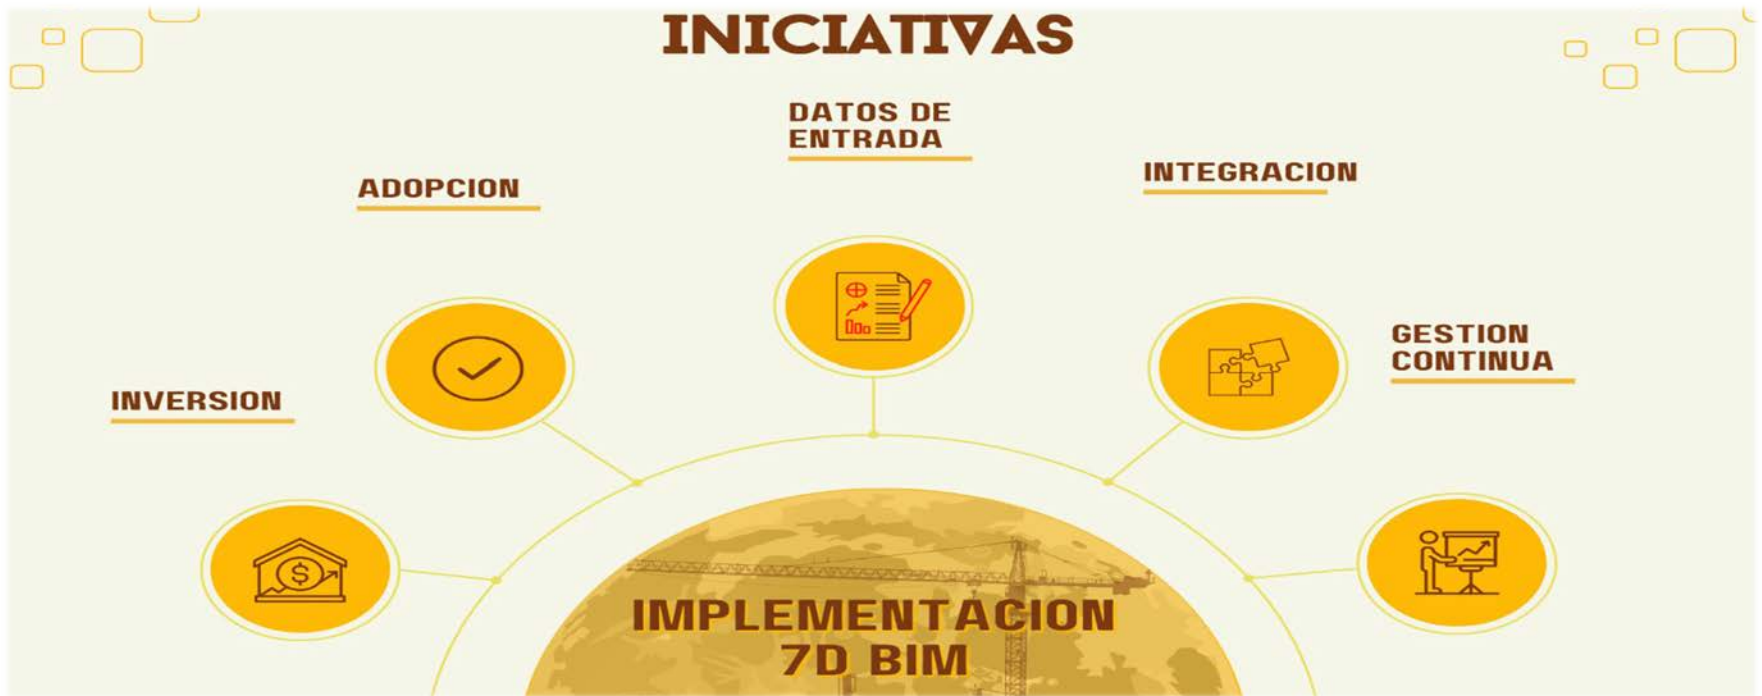 INICIATIVAS
DATOS DE
ENTRADA
ADOPCION
INTEGRACION
INVERSION
GESTION
CONTINUA
IMPLEMENTACION
7D BIM